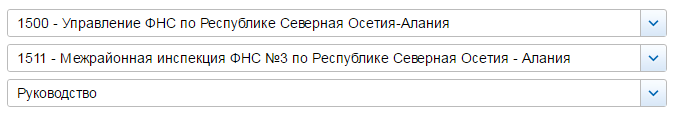 1500 - Управление ФНС по Республике Северная Осетия-Алания
1511 - Межрайонная инспекция ФНС №3 по Республике Северная Осетия - Алания
Руководство